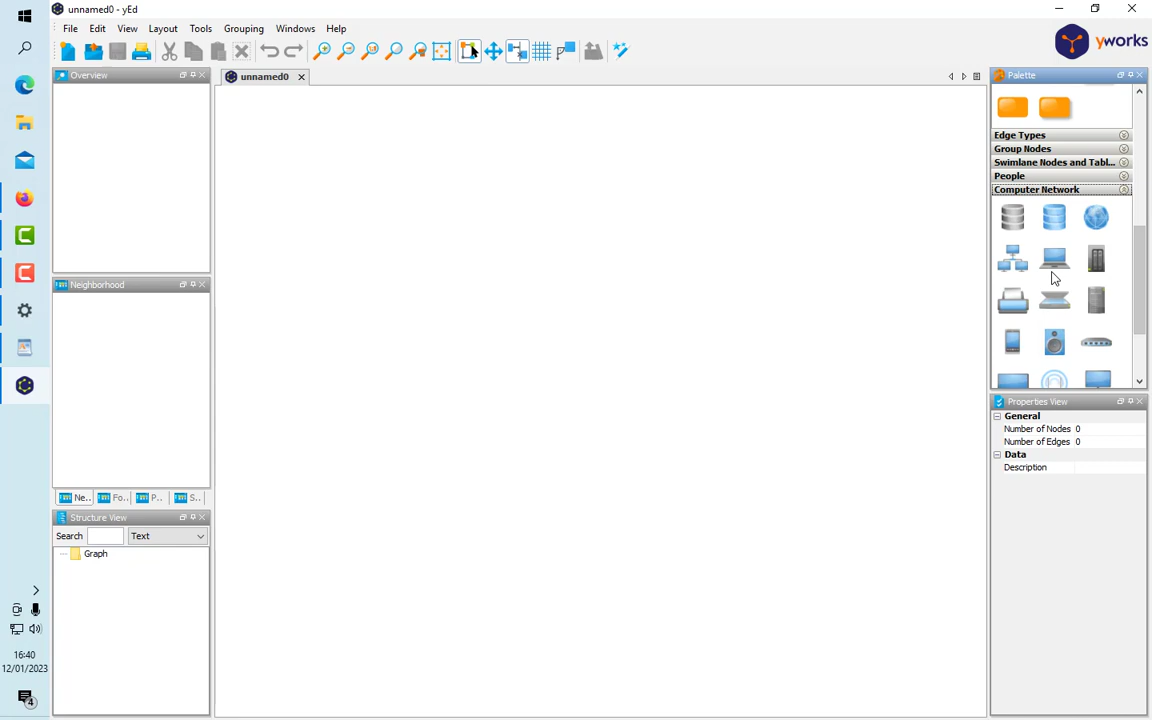 unnamed0 - yEd
File Edit View Layout Tools Grouping Windows Help
yworks
Overview
unnamed0
Palette
Edge Types
Group Nodes
Swimlane Nodes and Tabl...
People
Computer Network
Neighborhood
Properties View
General
Number of Nodes 0
Number of Edges 0
Data
Description
Ne.. Fo.. P.. S..
Structure View
Search Text
Graph
16:40
12/01/2023
4